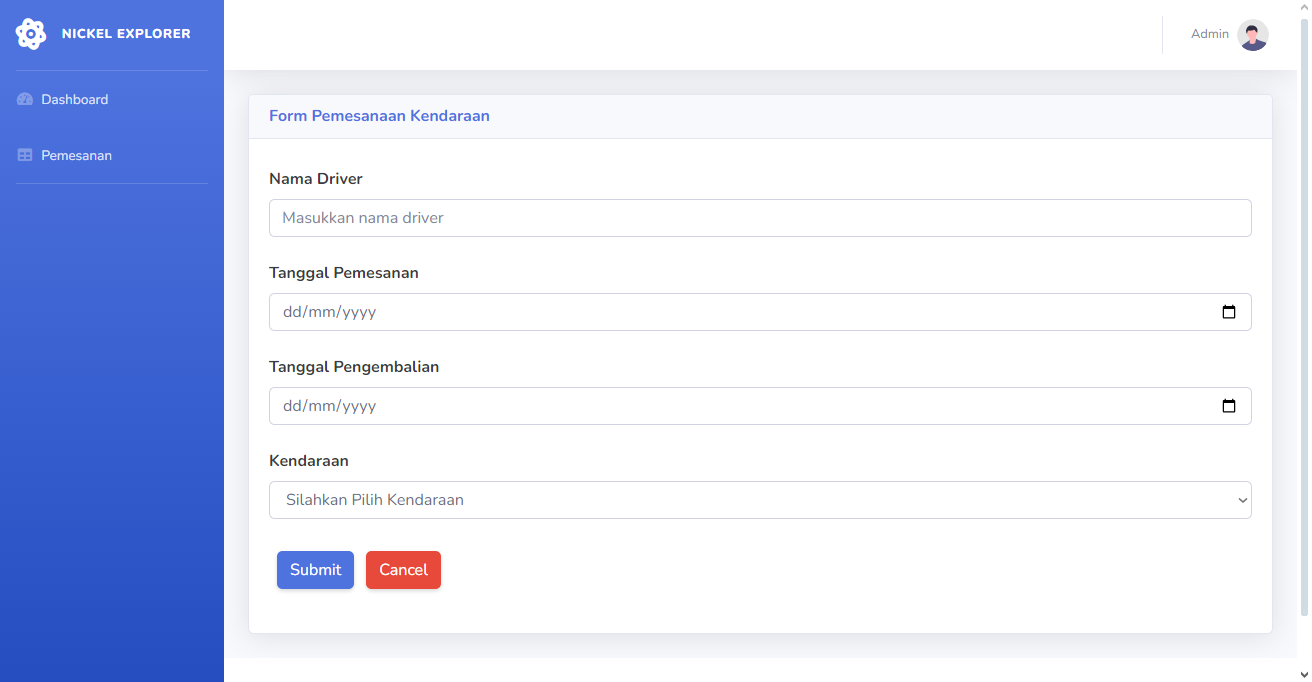 NICKEL EXPLORER
Admin
Dashboard
Pemesanan
Form Pemesanaan Kendaraan
Nama Driver
Masukkan nama driver
Tanggal Pemesanan
dd/mm/yyyy
Tanggal Pengembalian
dd/mm/yyyy
Kendaraan
Silahkan Pilih Kendaraan
Submit
Cancel